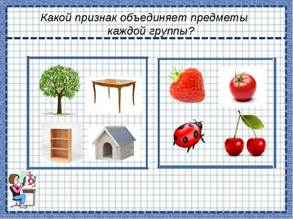 Какой признак объединяет предметы
каждой группы?